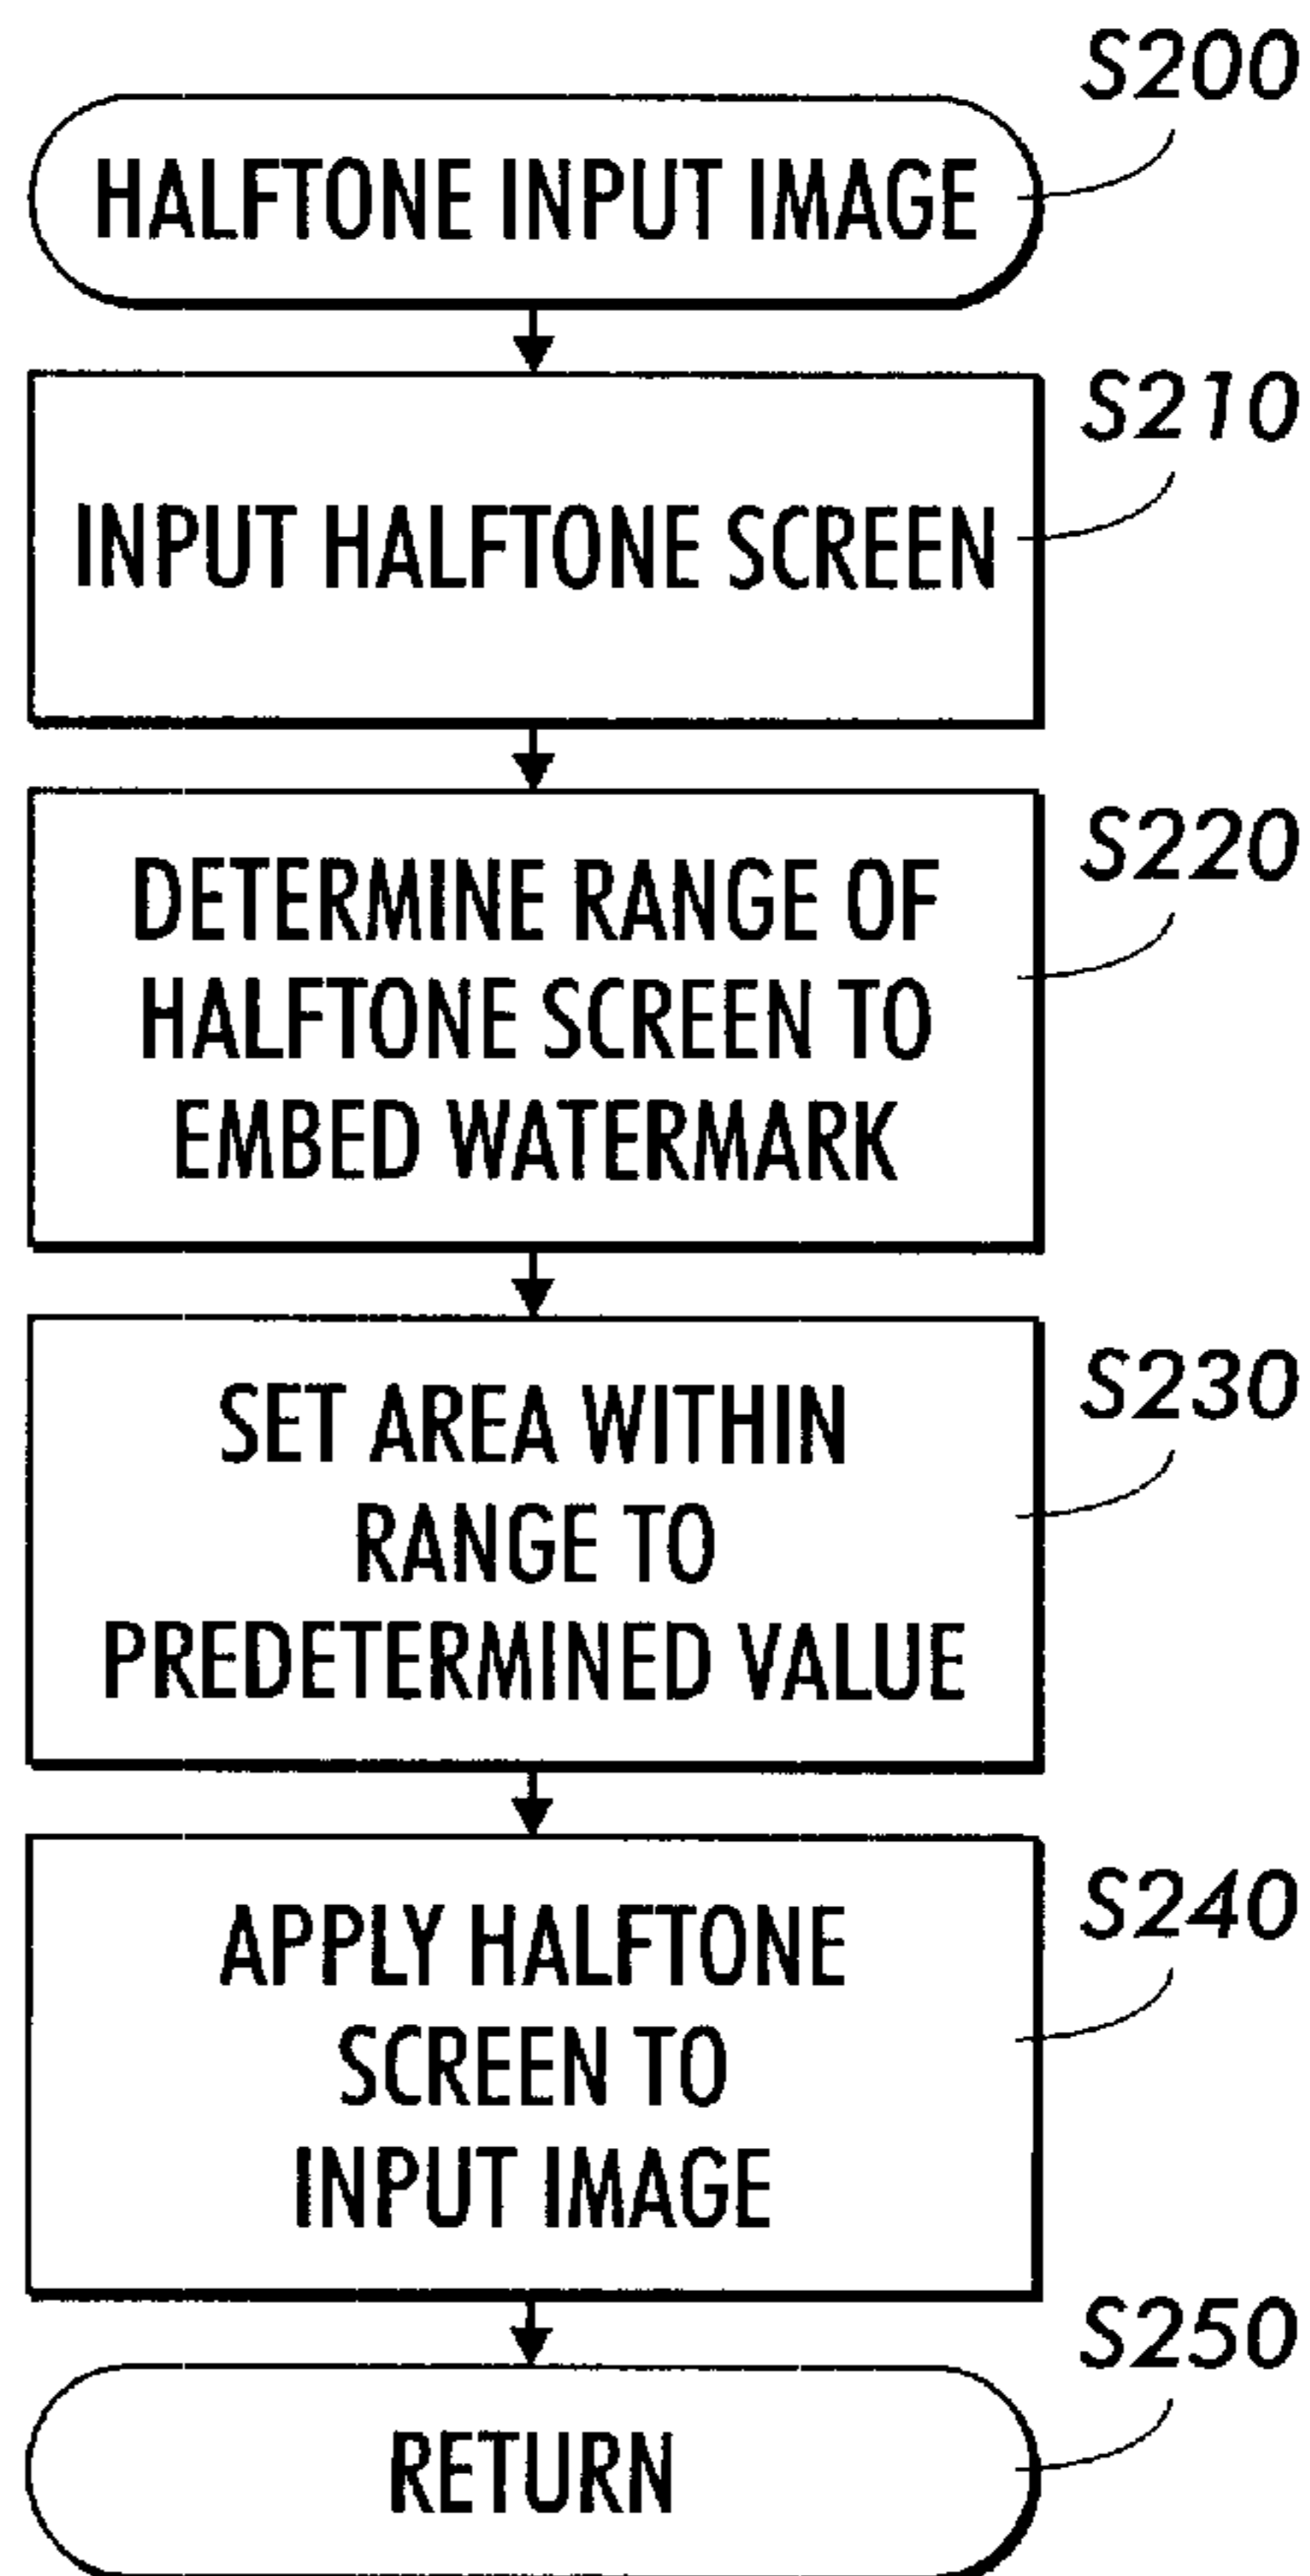 S200
HALFTONE INPUT IMAGE
S210
INPUT HALFTONE SCREEN
S220
DETERMINE RANGE OF
HALFTONE SCREEN TO
EMBED WATERMARK
S230
SET AREA WITHIN
RANGE TO
PREDETERMINED VALUE
S240
APPLY HALFTONE
SCREEN TO
INPUT IMAGE
S250
RETURN